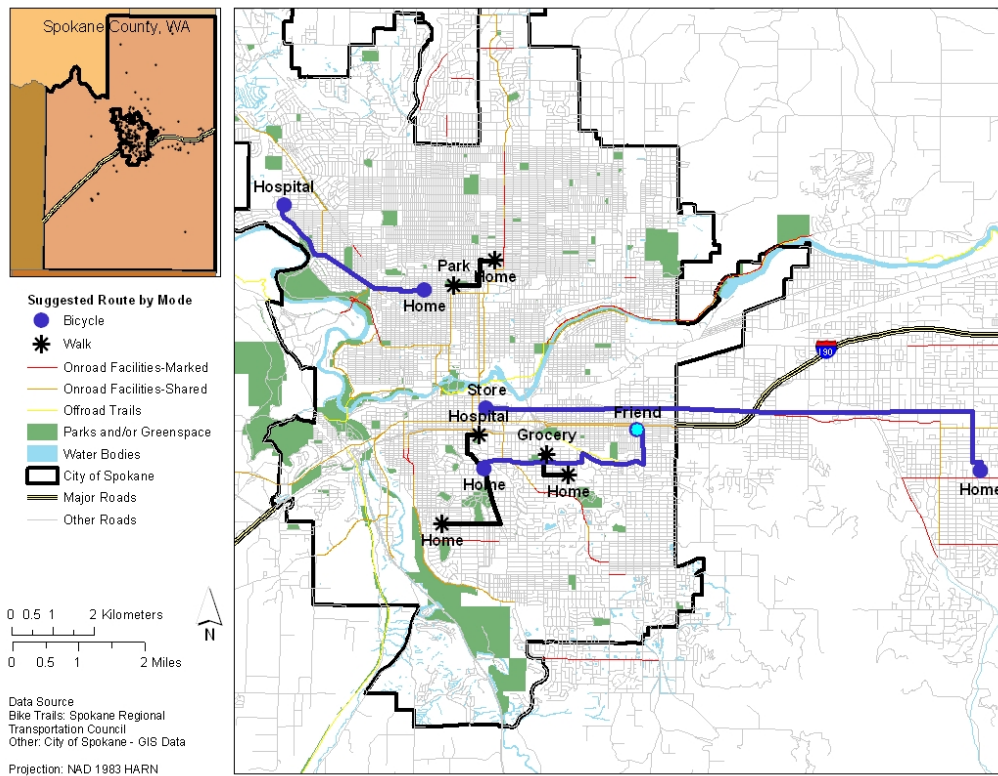 Spokane County, WA
Suggested Route by Mode
Bicycle
Walk
Onroad Facilities-Marked
Onroad Facilities-Shared
Offroad Trails
Parks and/or Greenspace
Water Bodies
City of Spokane
Major Roads
Other Roads
0 0.5 1 2 Kilometers
0 0.5 1 2 Miles
N
Data Source
Bike Trails: Spokane Regional
Transportation Council
Other: City of Spokane - GIS Data
Projection: NAD 1983 HARN
Hospital
Park
Home
Home
190
Store
Hospital
Friend
Grocery
Home
Home
Home
Home